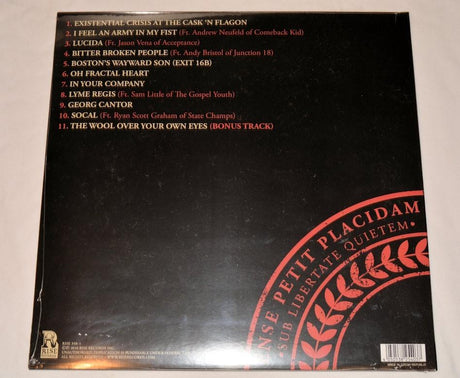 1. EXISTENTIAL CRISIS AT THE CASK 'N FLAGON
2. I FEEL AN ARMY IN MY FIST (Ft. Andrew Neufeld of Comeback Kid)
3. LUCIDA (Ft. Jason Vena of Acceptance)
4. BITTER BROKEN PEOPLE (Ft. Andy Bristol of Junction 18)
5. BOSTON'S WAYWARD SON (EXIT 16B)
6. OH FRACTAL HEART
7. IN YOUR COMPANY
8. LYME REGIS (Ft. Sam Little of The Gospel Youth)
9. GEORG CANTOR
10. SOCAL (Ft. Ryan Scott Graham of State Champs)
11. THE WOOL OVER YOUR OWN EYES (BONUS TRACK)
NSE PETIT PLACIDAM
SUB LIBERTATE QUIETEM•
R
RISE